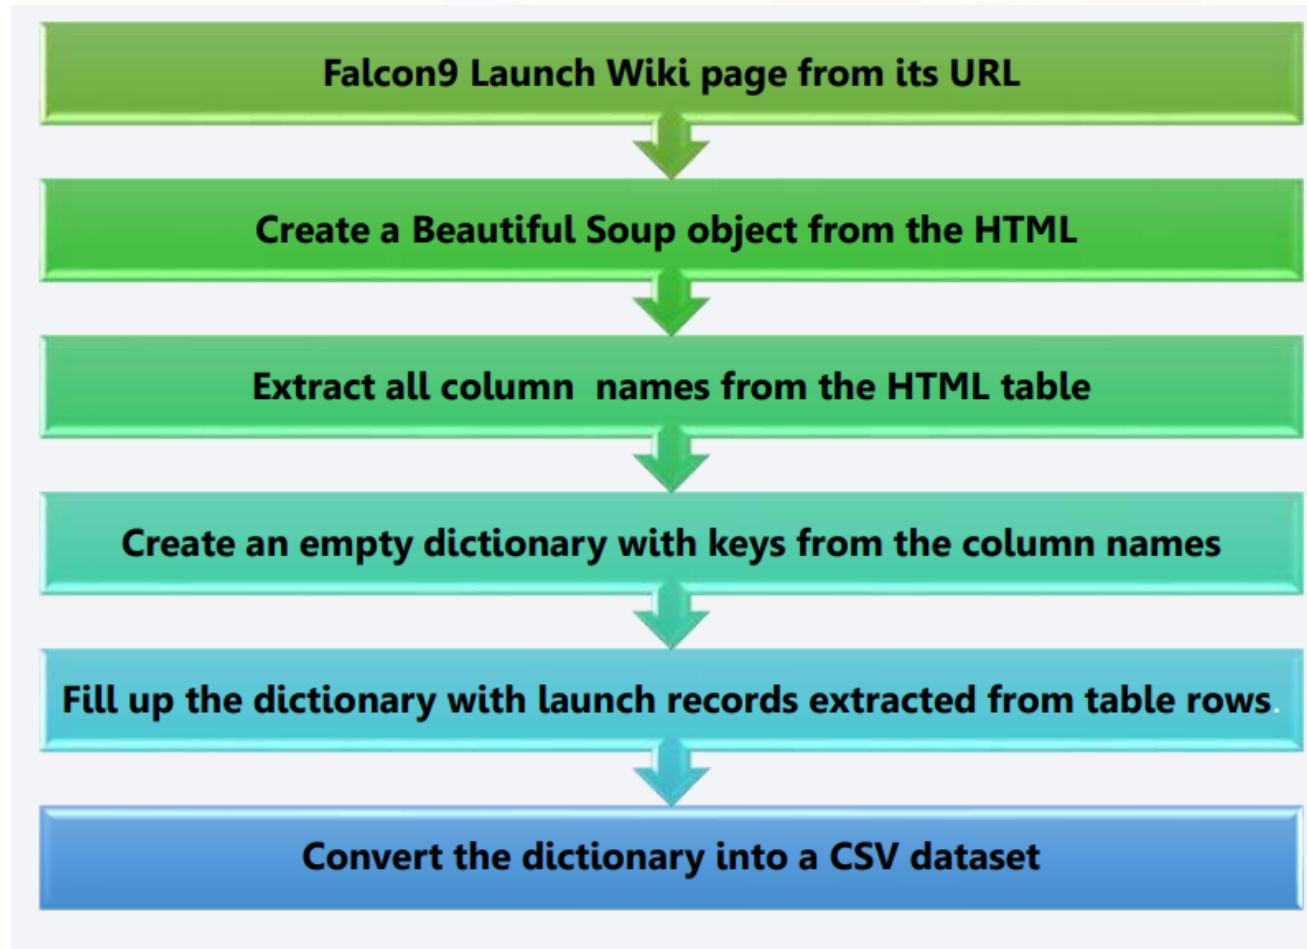 Falcon9 Launch Wiki page from its URL
Create a Beautiful Soup object from the HTML
Extract all column  names from the HTML table
Create an empty dictionary with keys from the column names
Fill up the dictionary with launch records extracted from table rows.
Convert the dictionary into a CSV dataset